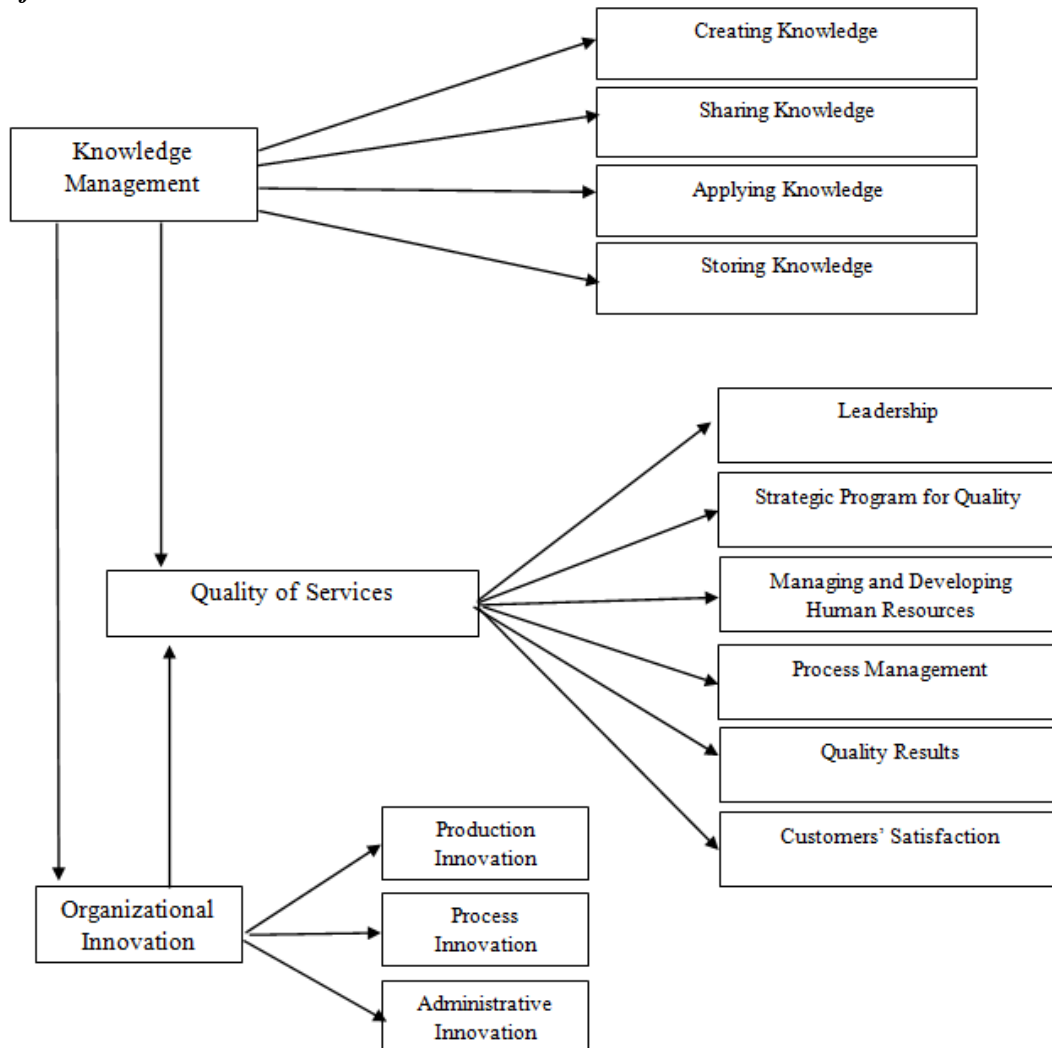 Creating Knowledge
Sharing Knowledge
Knowledge
Management
Applying Knowledge
Storing Knowledge
Leadership
Strategic Program for Quality
Managing and Developing
Human Resources
Quality of Services
Process Management
Quality Results
Customers’ Satisfaction
Production
Innovation
Organizational
Innovation
Process
Innovation
Administrative
Innovation